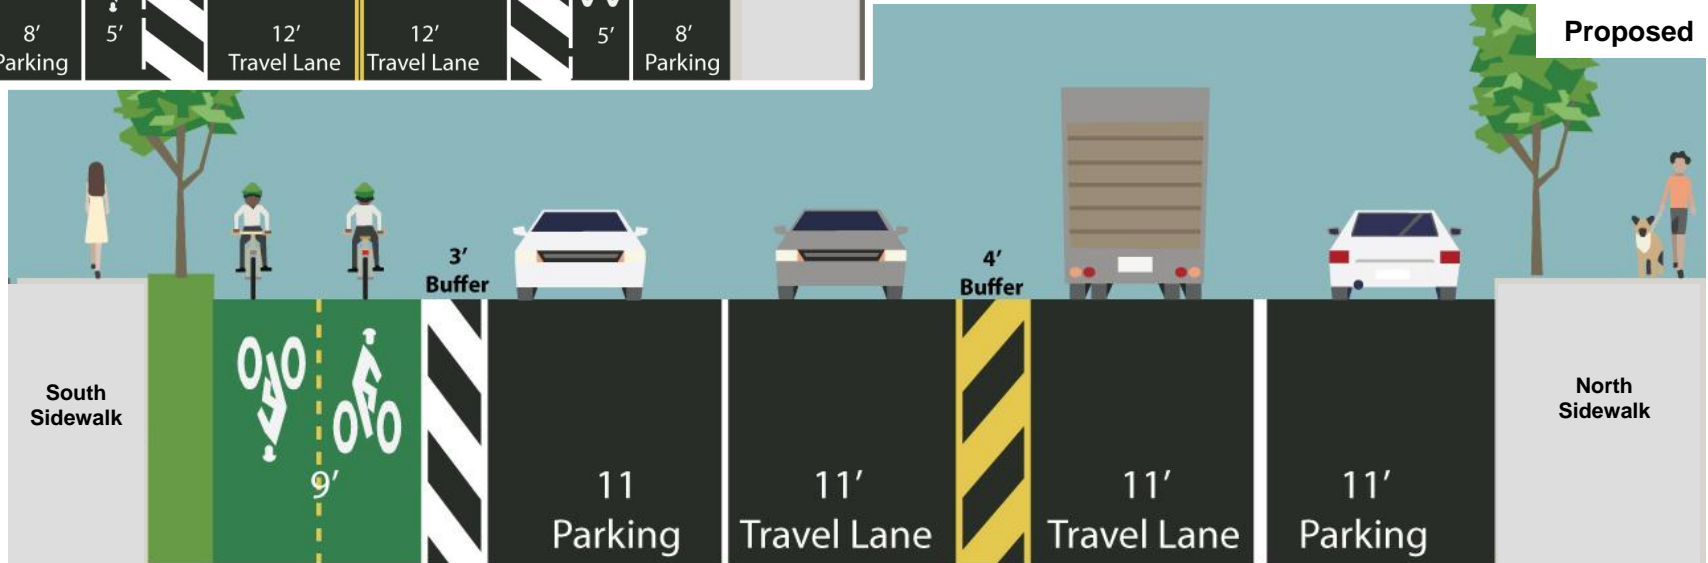 8’
Parking
5’
12’
Travel Lane
12’
Travel Lane
5’
8’
Parking
Proposed
South
Sidewalk
9’
3’
Buffer
11
Parking
11’
Travel Lane
4’
Buffer
11’
Travel Lane
11’
Parking
North
Sidewalk